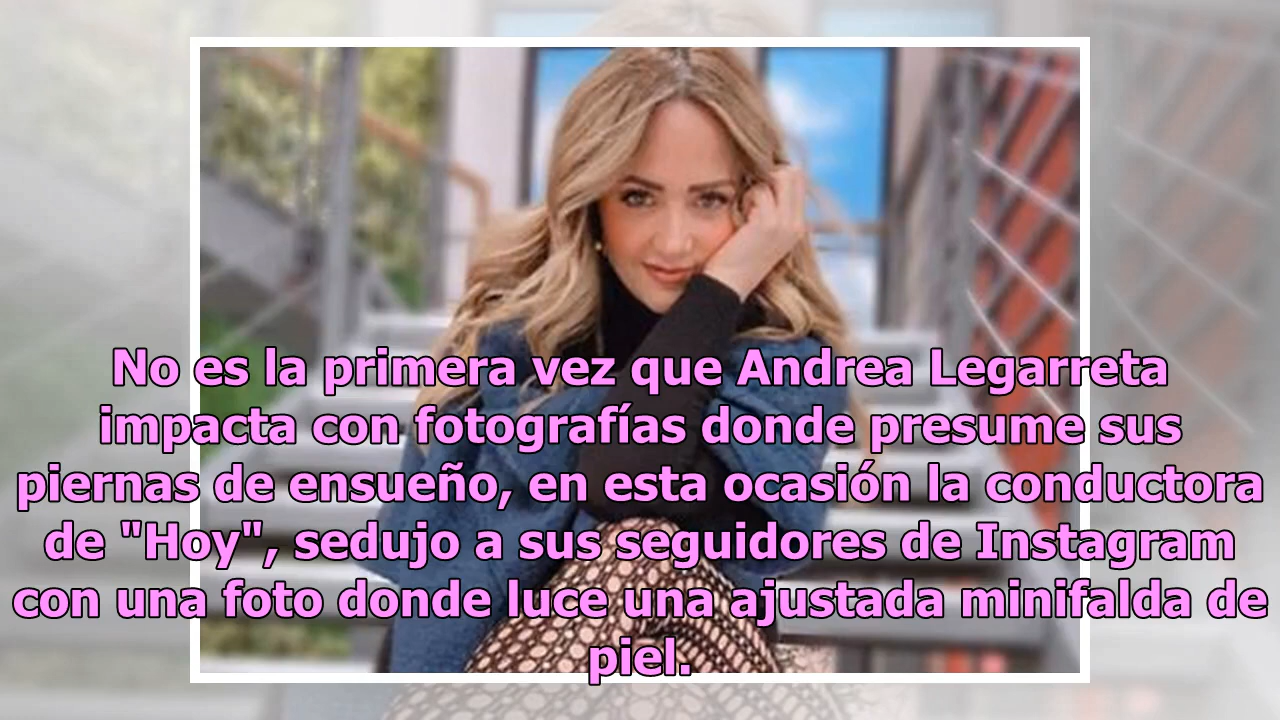 No es la primera vez que Andrea Legarreta
impacta con fotografías donde presume sus
piernas de ensueño, en esta ocasión la conductora
de "Hoy", sedujo a sus seguidores de Instagram
con una foto donde luce una ajustada minifalda de
piel.